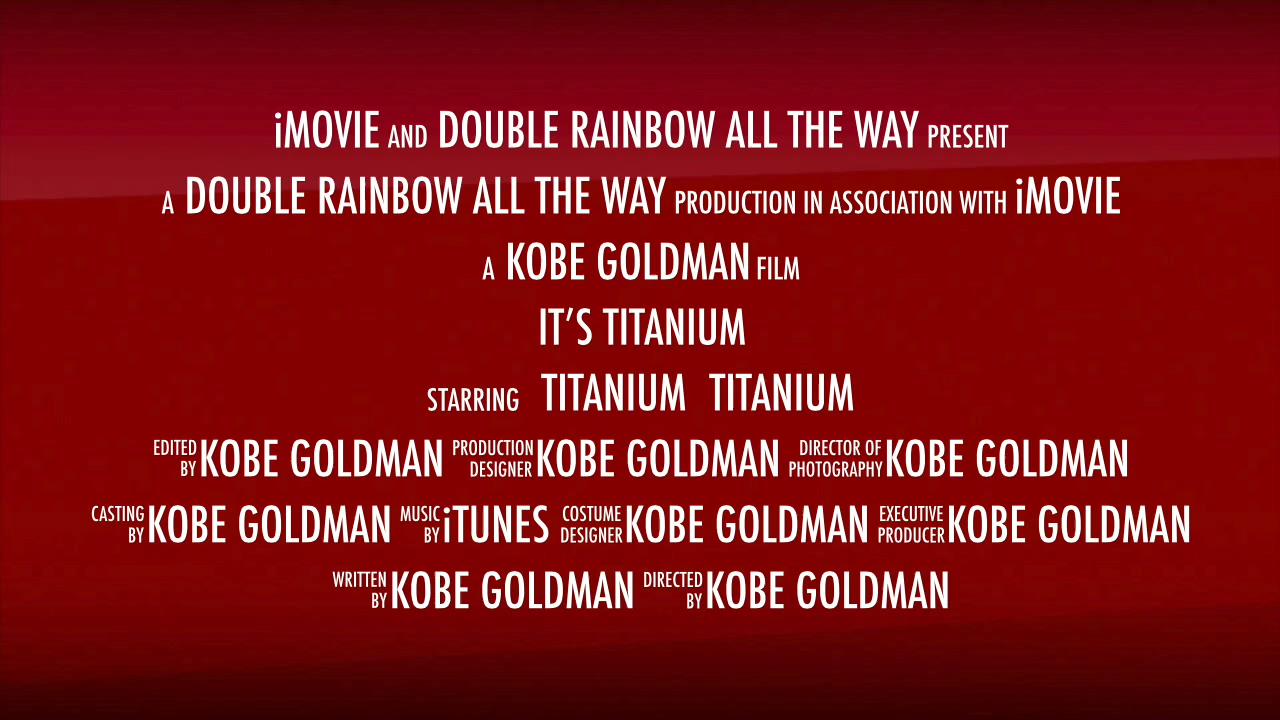 iMOVIE AND DOUBLE RAINBOW ALL THE WAY PRESENT
A DOUBLE RAINBOW ALL THE WAY PRODUCTION IN ASSOCIATION WITH iMOVIE
A KOBE GOLDMAN FILM
IT'S TITANIUM
STARRING TITANIUM TITANIUM
EDITED BY KOBE GOLDMAN PRODUCTION DESIGNER KOBE GOLDMAN DIRECTOR OF PHOTOGRAPHY KOBE GOLDMAN
CASTING BY KOBE GOLDMAN MUSIC BY iTUNES COSTUME DESIGNER KOBE GOLDMAN EXECUTIVE PRODUCER KOBE GOLDMAN
WRITTEN BY KOBE GOLDMAN DIRECTED BY KOBE GOLDMAN